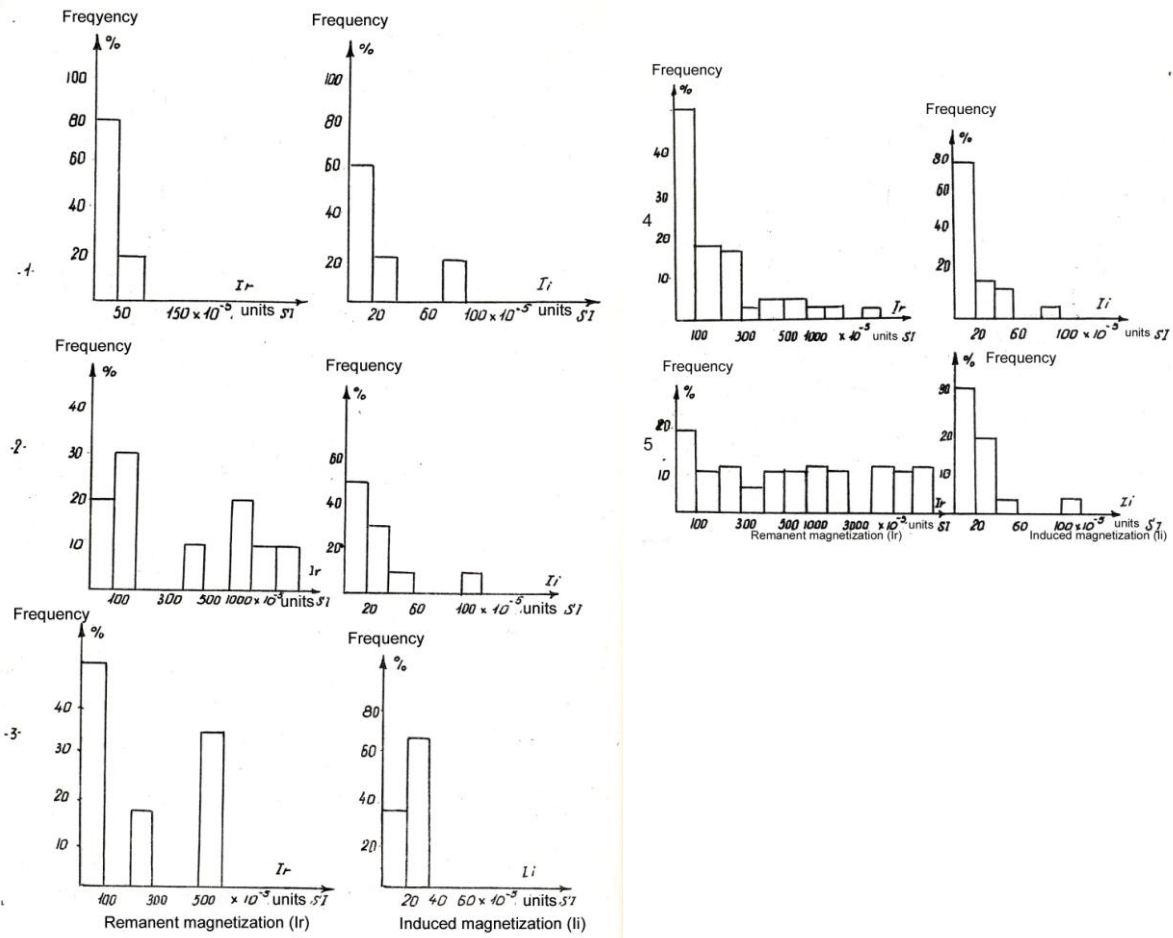 Freqyency
%
100
80
60
40
20
Ir
50 150 × 10⁻⁵. units SI
Frequency
%
100
80
60
40
20
Ii
20 60 100 × 10⁻⁵ units SI
-1-
Frequency
%
40
30
20
10
Ir
100 300 500 1000 × 10⁻⁵ units SI
Frequency
%
60
40
20
Ii
20 60 100 × 10⁻⁵. units SI
-2-
Frequency
%
40
30
20
10
Ir
100 300 500 × 10⁻⁵ units SI
Remanent magnetization (Ir)
Frequency
%
80
60
40
20
Ii
20 40 60 × 10⁻⁵ units SI
Induced magnetization (Ii)
-3-
Frequency
%
40
30
20
10
Ir
100 300 500 1000 × 10⁻⁵ units SI
Frequency
%
80
60
40
20
Ii
20 60 100 × 10⁻⁵ units SI
4
Frequency
%
20
10
Ir
100 300 500 1000 3000 × 10⁻⁵ units SI
Remanent magnetization (Ir)
% Frequency
30
20
10
Ii
20 60 100 × 10⁻⁵ units SI
Induced magnetization (Ii)
5